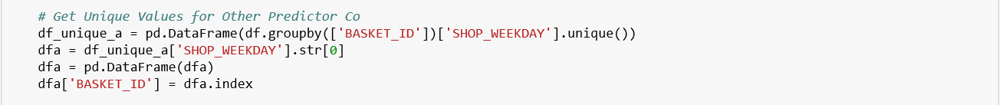 # Get Unique Values for Other Predictor Co
df_unique_a = pd.DataFrame(df.groupby(['BASKET_ID'])['SHOP_WEEKDAY'].unique())
dfa = df_unique_a['SHOP_WEEKDAY'].str[0]
dfa = pd.DataFrame(dfa)
dfa['BASKET_ID'] = dfa.index